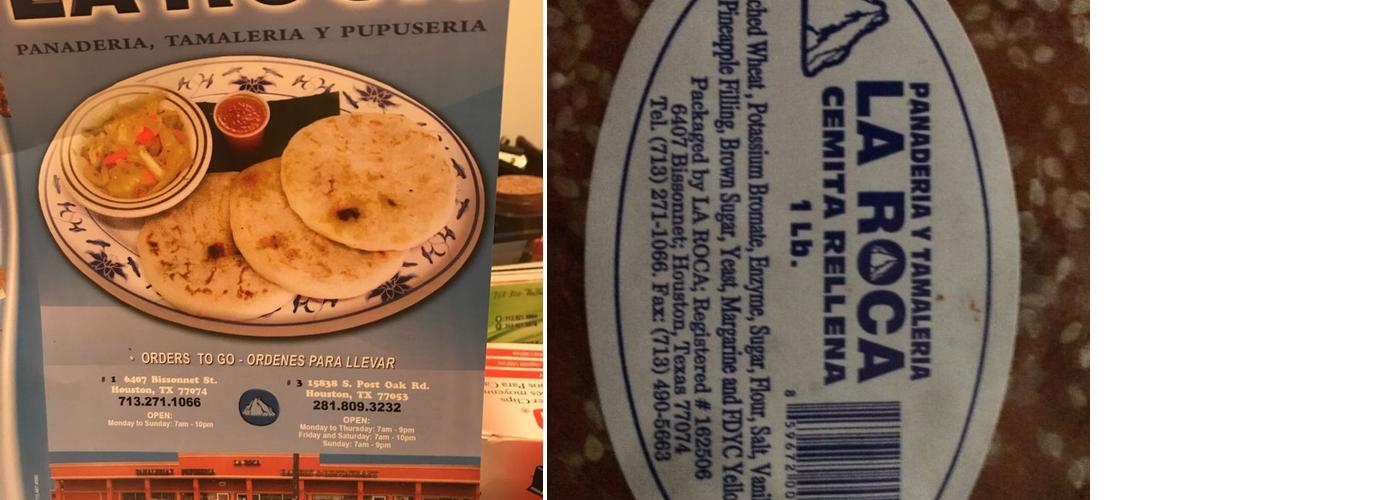 PANADERIA, TAMALERIA Y PUPUSERIA
ORDERS TO GO - ORDENES PARA LLEVAR
# 1 6407 Bissonnet St.
Houston, TX 77074
713.271.1066
OPEN:
Monday to Sunday: 7am - 10pm
# 3 15838 S. Post Oak Rd.
Houston, TX 77053
281.809.3232
OPEN:
Monday to Thursday: 7am - 9pm
Friday and Saturday: 7am - 10pm
Sunday: 7am - 9pm
LA ROCA
PANADERIA Y TAMALERIA
LA ROCA
CEMITA RELLENA
1 Lb.
Wheat, Potassium Bromate, Enzyme, Sugar, Flour, Salt,
Pineapple Filling, Brown Sugar, Yeast, Margarine and FDYC
Packaged by LA ROCA; Registered # 162506
6407 Bissonnet; Houston, Texas 77074
Tel. (713) 271-1066. Fax: (713) 490-5663